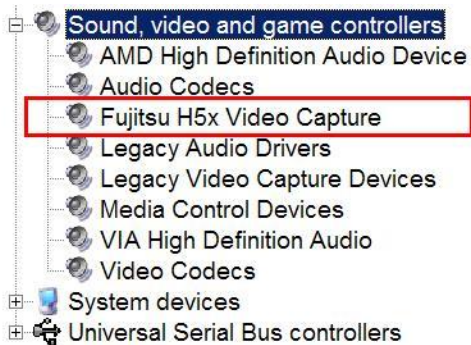 Sound, video and game controllers
AMD High Definition Audio Device
Audio Codecs
Fujitsu H5x Video Capture
Legacy Audio Drivers
Legacy Video Capture Devices
Media Control Devices
VIA High Definition Audio
Video Codecs
System devices
Universal Serial Bus controllers